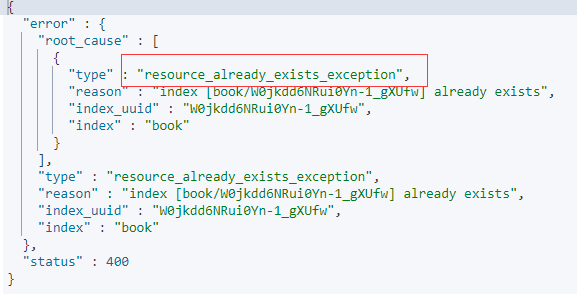 {
"error" : {
"root_cause" : [
{
"type" : "resource_already_exists_exception",
"reason" : "index [book/W0jkdd6NRui0Yn-1_gXUfw] already exists",
"index_uuid" : "W0jkdd6NRui0Yn-1_gXUfw",
"index" : "book"
}
],
"type" : "resource_already_exists_exception",
"reason" : "index [book/W0jkdd6NRui0Yn-1_gXUfw] already exists",
"index_uuid" : "W0jkdd6NRui0Yn-1_gXUfw",
"index" : "book"
},
"status" : 400
}